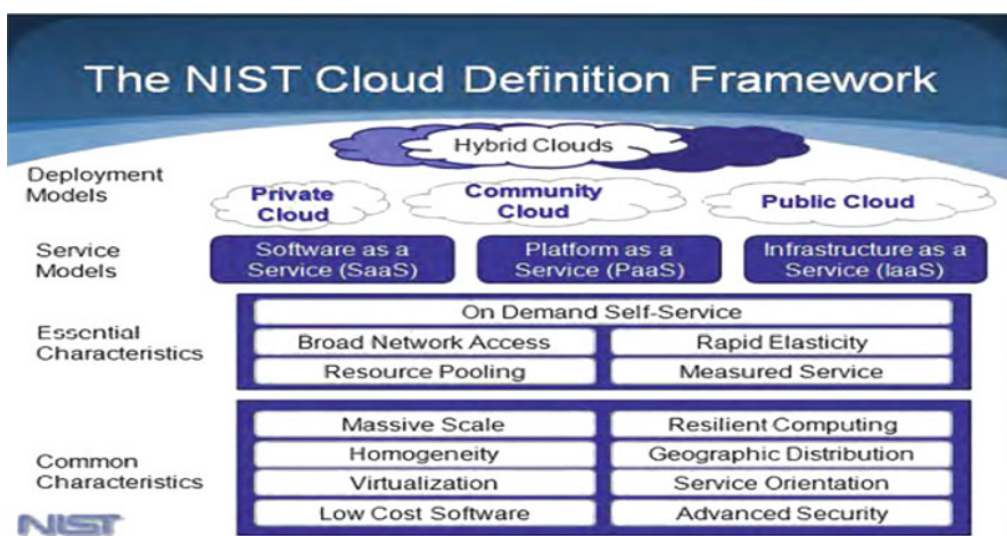 The NIST Cloud Definition Framework
Hybrid Clouds
Deployment
Models
Private
Cloud
Community
Cloud
Public Cloud
Service
Models
Software as a
Service (SaaS)
Platform as a
Service (PaaS)
Infrastructure as a
Service (IaaS)
Essential
Characteristics
On Demand Self-Service
Broad Network Access
Rapid Elasticity
Resource Pooling
Measured Service
Common
Characteristics
Massive Scale
Resilient Computing
Homogeneity
Geographic Distribution
Virtualization
Service Orientation
Low Cost Software
Advanced Security
NIST